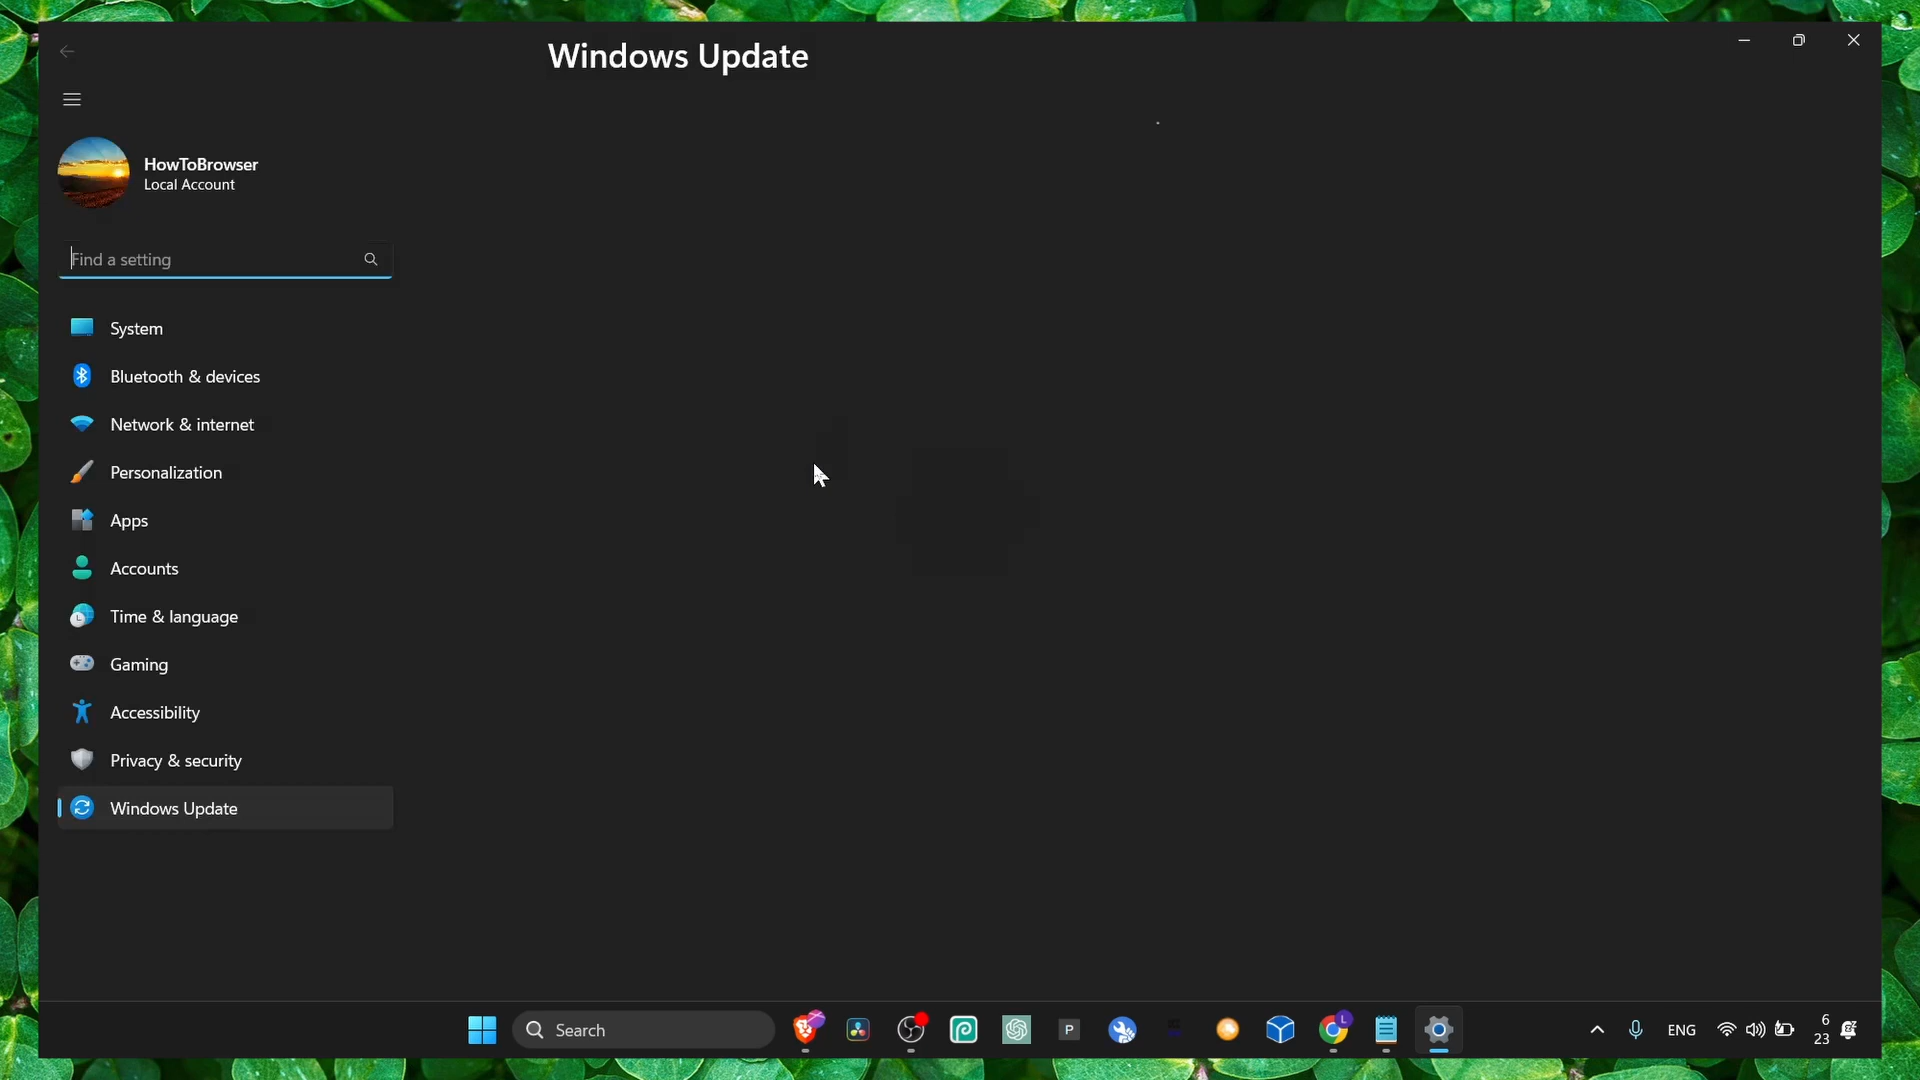 Windows Update
HowToBrowser
Local Account
Find a setting
System
Bluetooth & devices
Network & internet
Personalization
Apps
Accounts
Time & language
Gaming
Accessibility
Privacy & security
Windows Update
Search
P
L
ENG
6
23